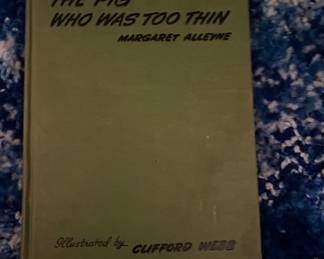 THE PIG
WHO WAS TOO THIN
MARGARET ALLEYNE
Illustrated by CLIFFORD WEBB